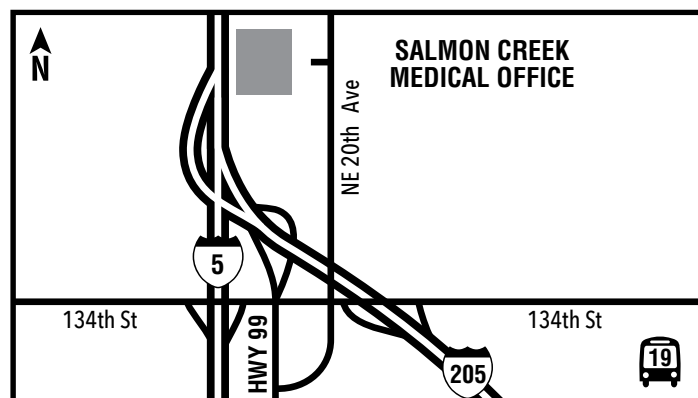 N
SALMON CREEK
MEDICAL OFFICE
NE 20th Ave
5
134th St
HWY 99
134th St
205
19